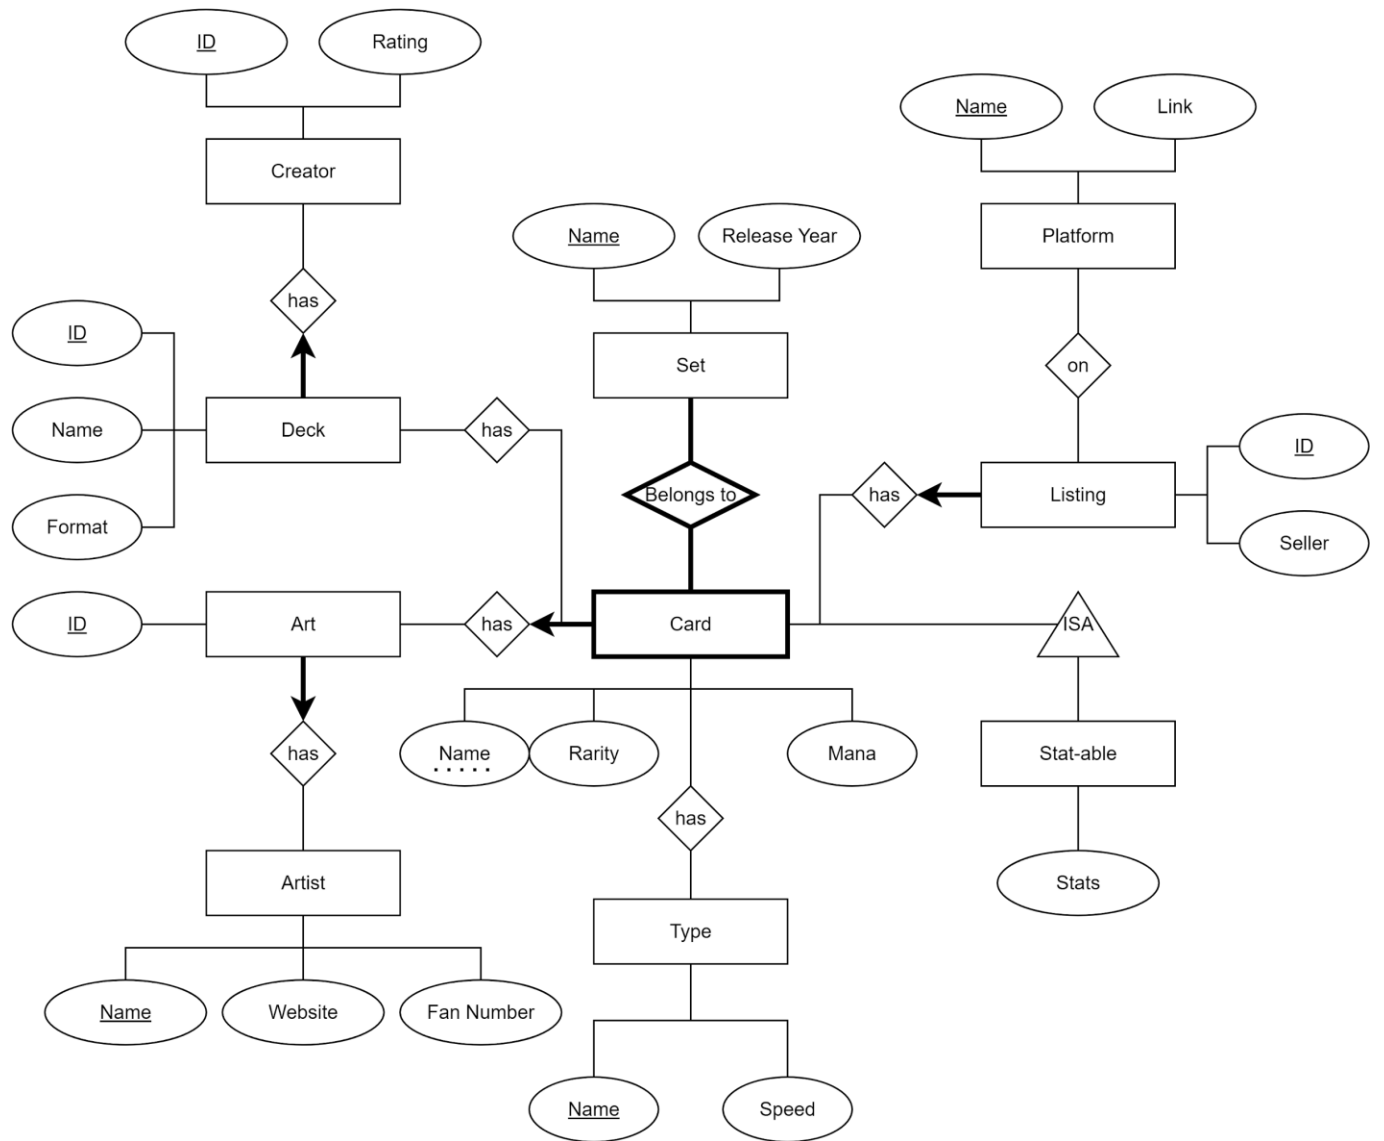 ID
Rating
Creator
has
Name
Link
Platform
Name
Release Year
Set
on
ID
Name
Format
Deck
has
Belongs to
has
Listing
ID
Seller
ID
Art
has
Card
ISA
has
Name
Rarity
Mana
Stat-able
has
Artist
Stats
Type
Name
Website
Fan Number
Name
Speed